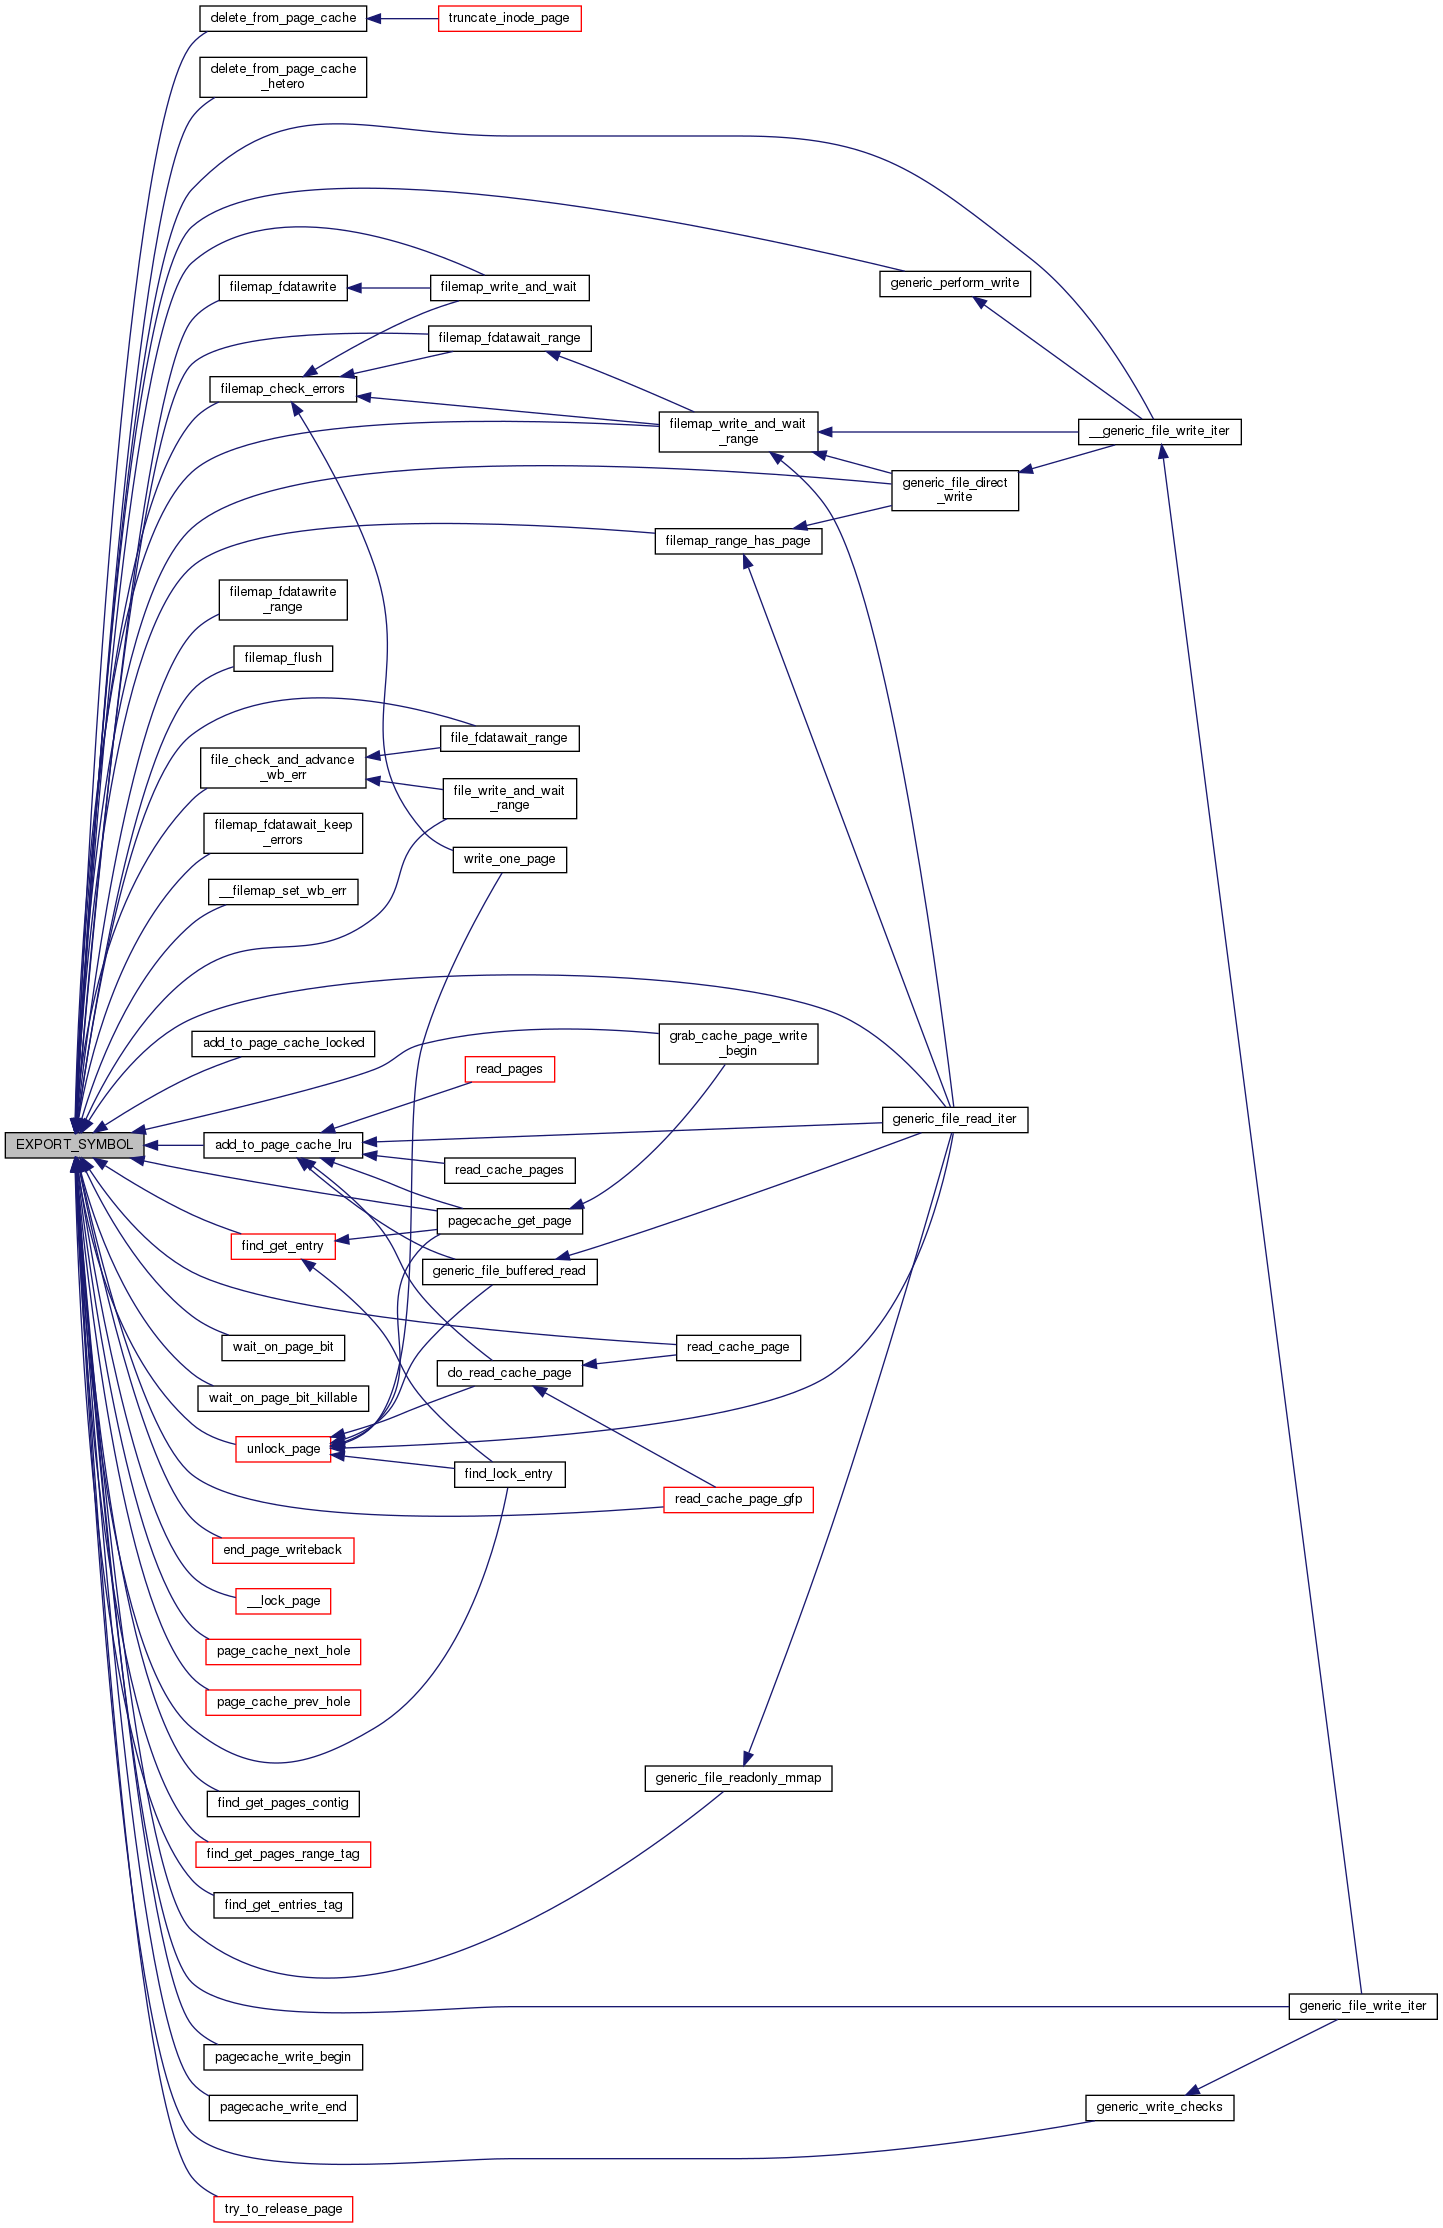 delete_from_page_cache
truncate_inode_page
delete_from_page_cache
_hetero
generic_perform_write
filemap_fdatawrite
filemap_write_and_wait
filemap_fdatawait_range
filemap_check_errors
filemap_write_and_wait
_range
__generic_file_write_iter
generic_file_direct
_write
filemap_range_has_page
filemap_fdatawrite
_range
filemap_flush
file_fdatawait_range
file_check_and_advance
_wb_err
file_write_and_wait
_range
filemap_fdatawait_keep
_errors
write_one_page
__filemap_set_wb_err
add_to_page_cache_locked
grab_cache_page_write
_begin
read_pages
generic_file_read_iter
EXPORT_SYMBOL
add_to_page_cache_lru
read_cache_pages
pagecache_get_page
find_get_entry
generic_file_buffered_read
wait_on_page_bit
read_cache_page
do_read_cache_page
wait_on_page_bit_killable
unlock_page
find_lock_entry
read_cache_page_gfp
end_page_writeback
__lock_page
page_cache_next_hole
page_cache_prev_hole
generic_file_readonly_mmap
find_get_pages_contig
find_get_pages_range_tag
find_get_entries_tag
generic_file_write_iter
pagecache_write_begin
pagecache_write_end
generic_write_checks
try_to_release_page